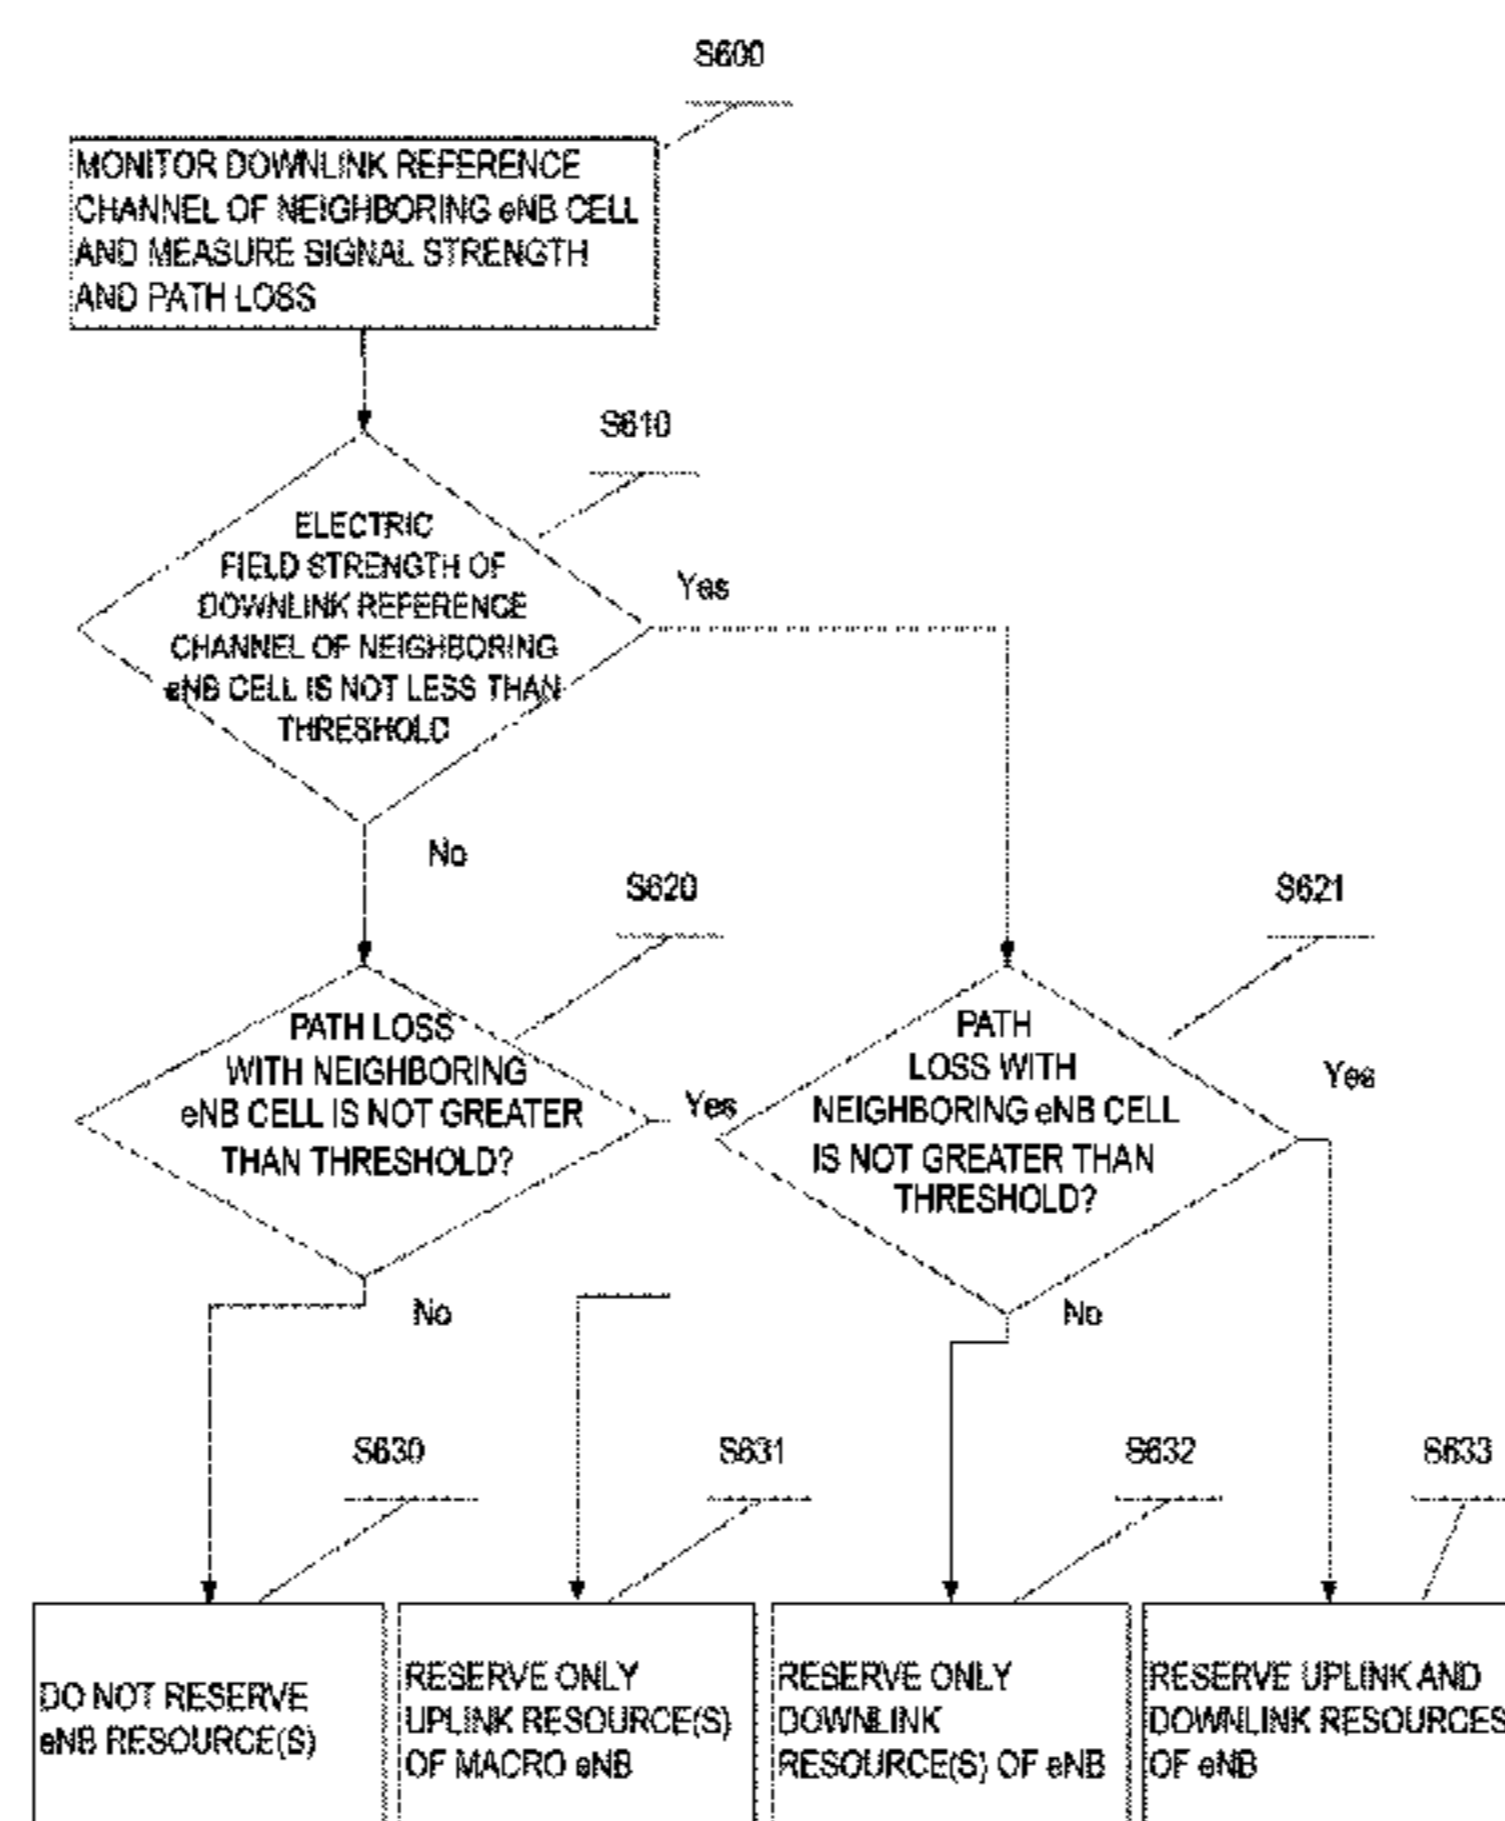 S600
MONITOR DOWNLINK REFERENCE
CHANNEL OF NEIGHBORING eNB CELL
AND MEASURE SIGNAL STRENGTH
AND PATH LOSS
S610
ELECTRIC
FIELD STRENGTH OF
DOWNLINK REFERENCE
CHANNEL OF NEIGHBORING
eNB CELL IS NOT LESS THAN
THRESHOLD
Yes
No
S620
PATH LOSS
WITH NEIGHBORING
eNB CELL IS NOT GREATER
THAN THRESHOLD?
Yes
No
S621
PATH
LOSS WITH
NEIGHBORING eNB CELL
IS NOT GREATER THAN
THRESHOLD?
Yes
No
S630
DO NOT RESERVE
eNB RESOURCE(S)
S631
RESERVE ONLY
UPLINK RESOURCE(S)
OF MACRO eNB
S632
RESERVE ONLY
DOWNLINK
RESOURCE(S) OF eNB
S633
RESERVE UPLINK AND
DOWNLINK RESOURCES
OF eNB